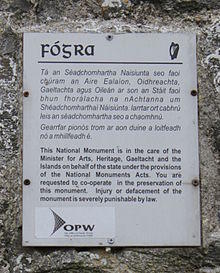 FÓGRA
Tá an Séadchomhartha Náisiúnta seo faoi
chúram an Aire Ealaíon, Oidhreachta,
Gaeltachta agus Oileán ar son an Stáit faoi
bhun fhorálacha na nAchtanna um
Shéadchomharthaí Náisiúnta. Iarrtar ort cabhrú
leis an séadchomhartha seo a chaomhnú.
Gearrfar pionós trom ar aon duine a loitfeadh
nó a mhillfeadh é.
This National Monument is in the care of the
Minister for Arts, Heritage, Gaeltacht and the
Islands on behalf of the state under the provisions
of the National Monuments Acts. You are
requested to co-operate in the preservation of
this monument. Injury or defacement of the
monument is severely punishable by law.
OPW